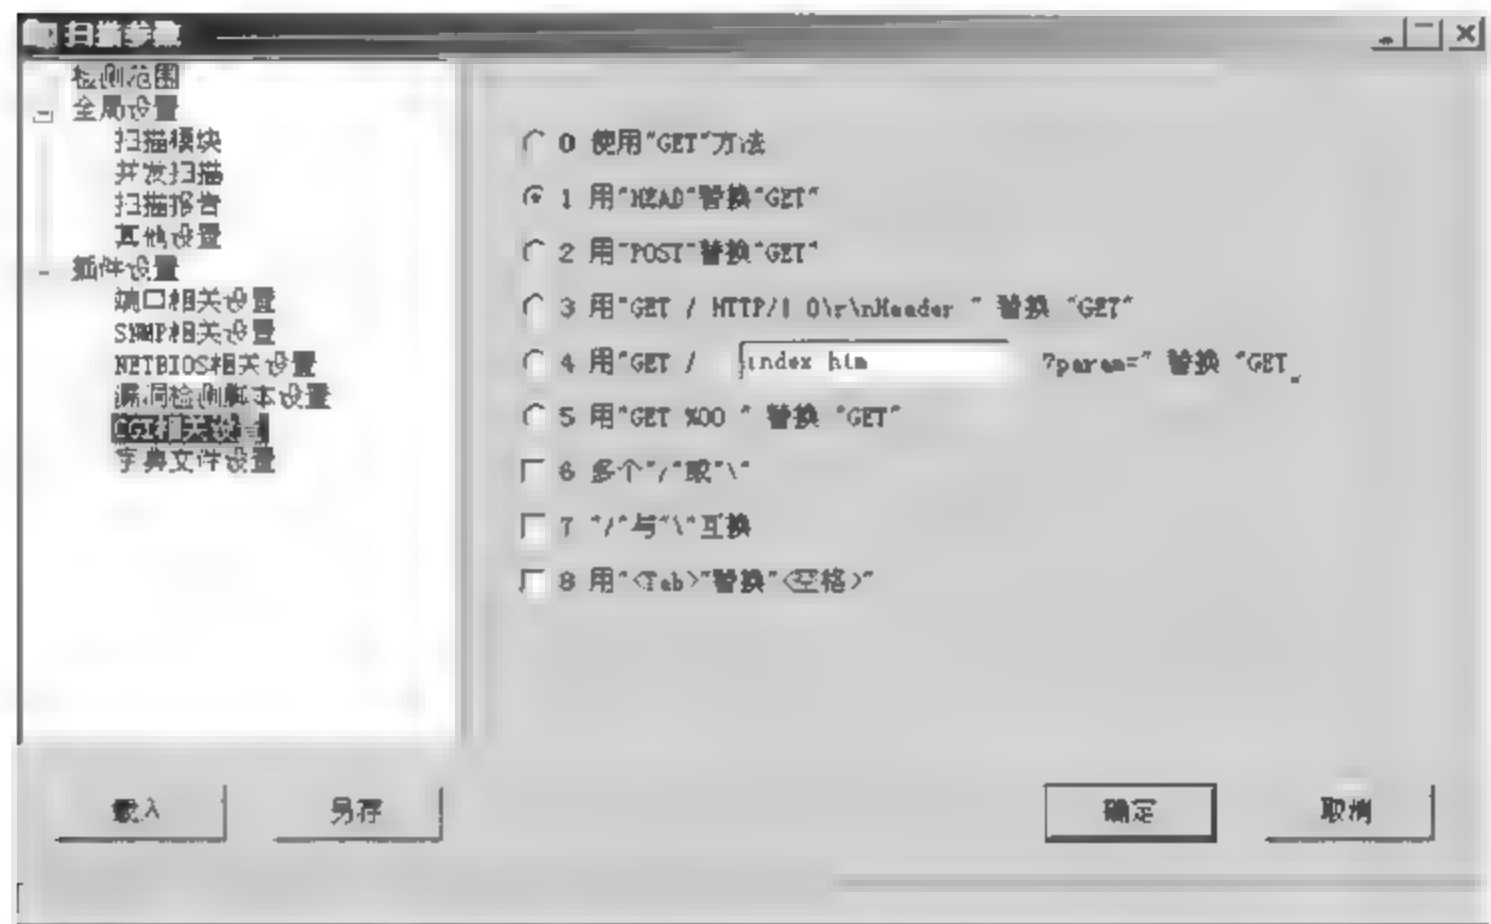 扫描参数
检测范围
全局设置
扫描模块
并发扫描
扫描报告
其他设置
插件设置
端口相关设置
SNMP相关设置
NETBIOS相关设置
漏洞检测脚本设置
CGI相关设置
字典文件设置
0 使用"GET"方法
1 用"HEAD"替换"GET"
2 用"POST"替换"GET"
3 用"GET / HTTP/1 0\r\nHeader " 替换 "GET"
4 用"GET / index htm ?param=" 替换 "GET
5 用"GET %00 " 替换 "GET"
6 多个"/"或"\"
7 "/"与"\"互换
8 用"<Tab>"替换"<空格>"
载入 另存 确定 取消